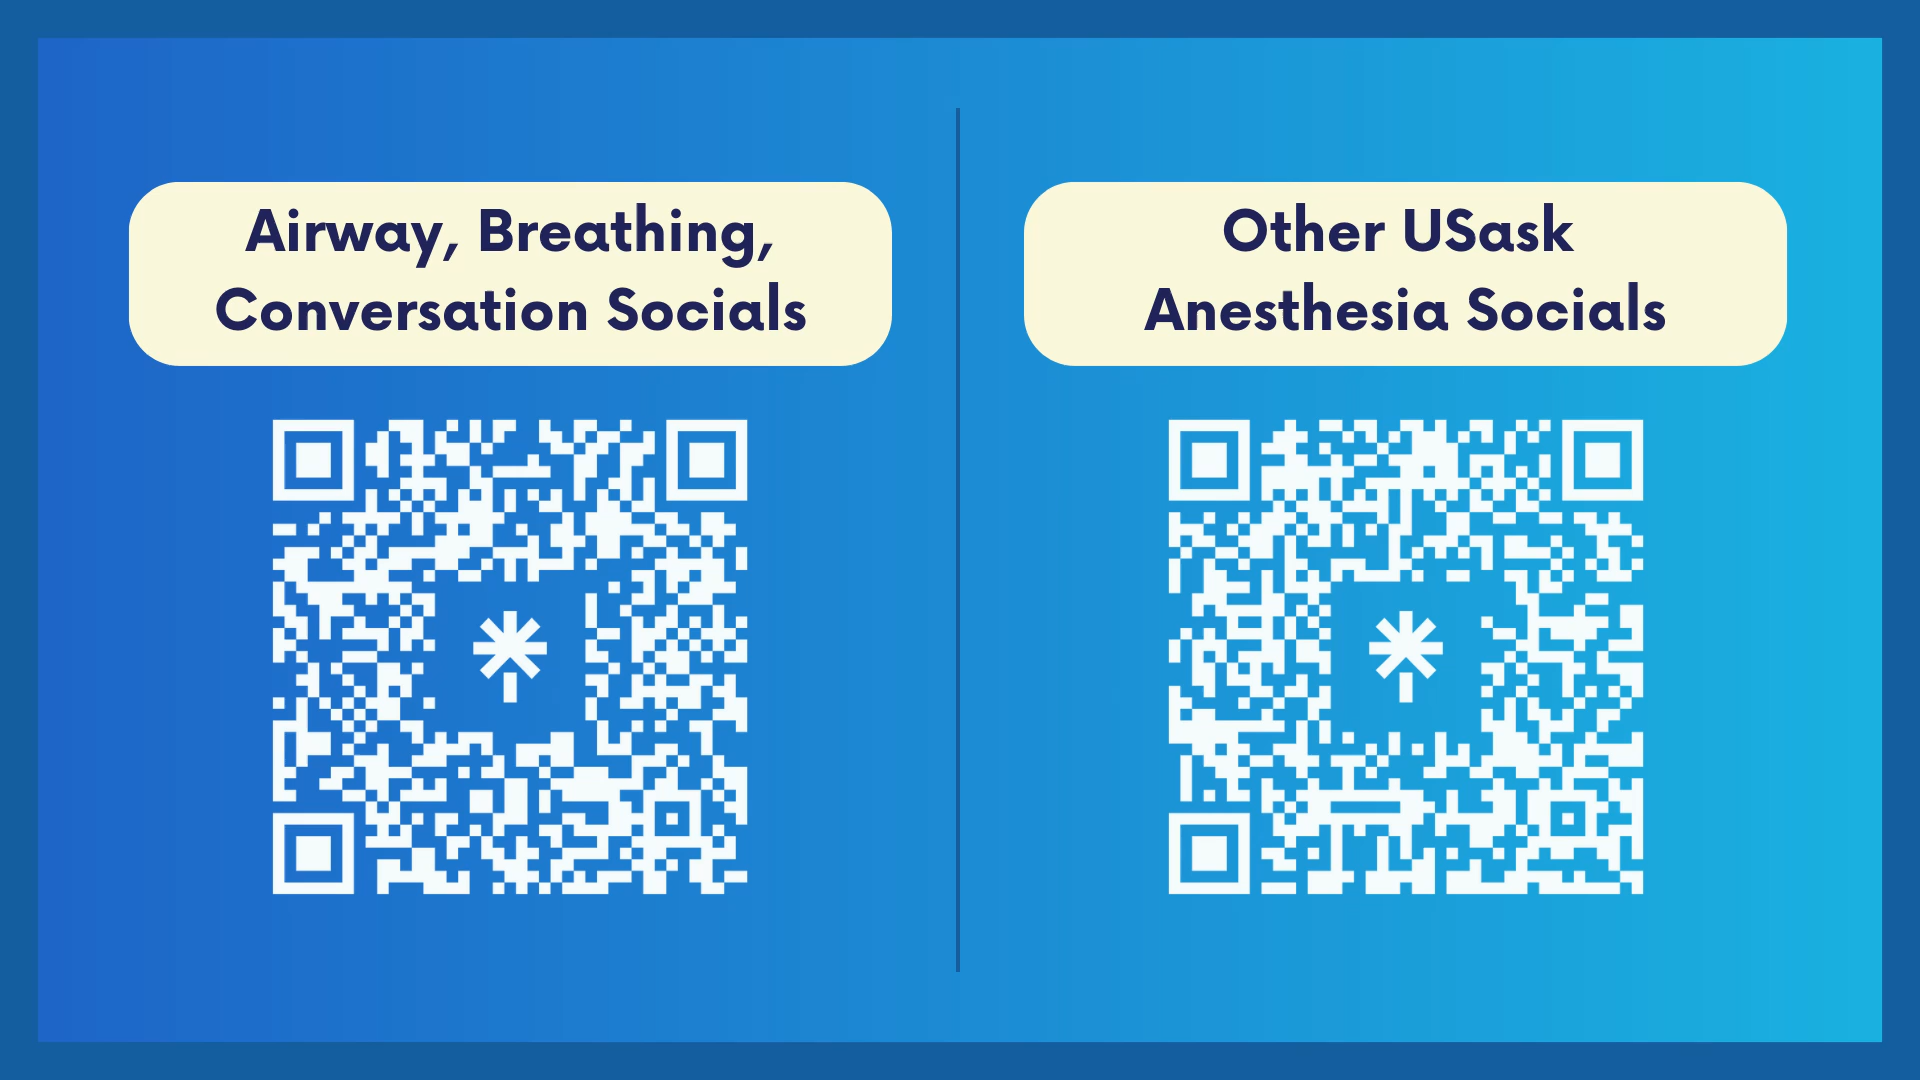 Airway, Breathing,
Conversation Socials
Other USask
Anesthesia Socials